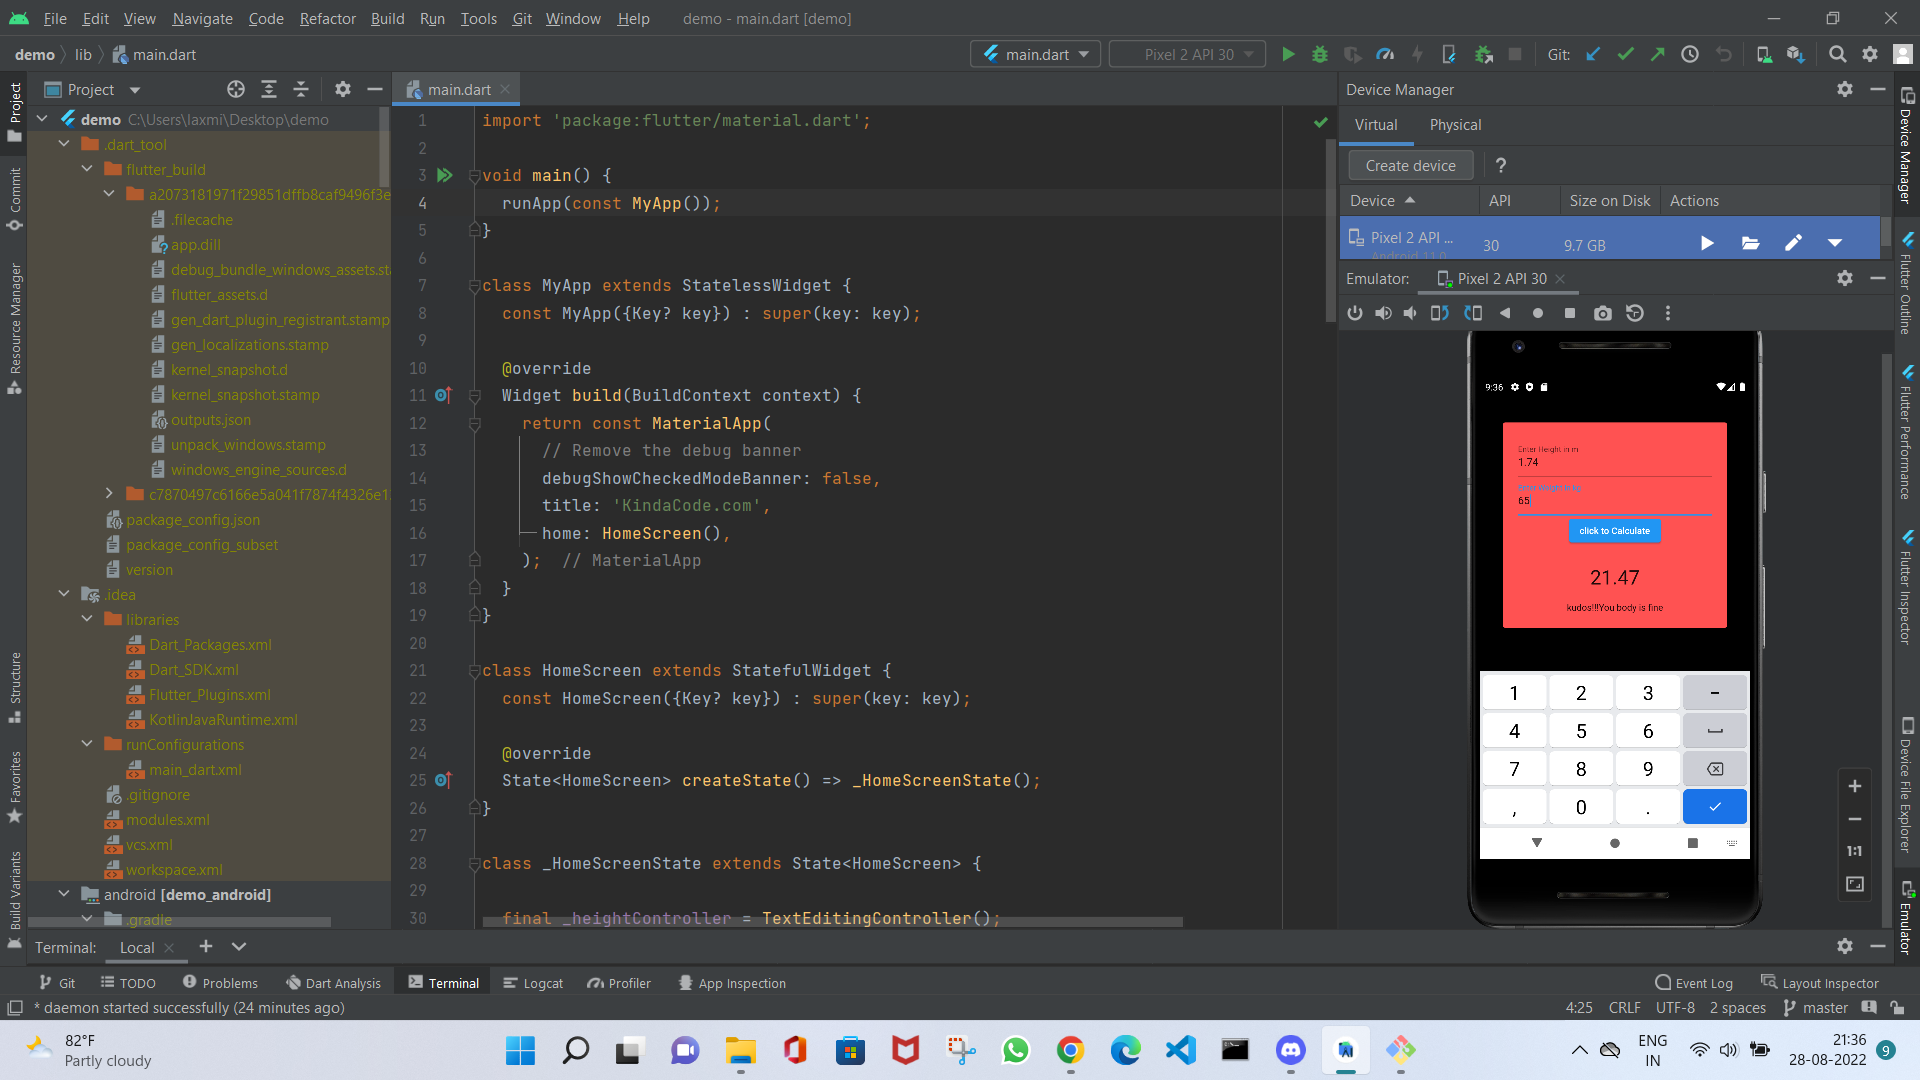 File Edit View Navigate Code Refactor Build Run Tools Git Window Help demo - main.dart [demo]
demo lib main.dart
main.dart Pixel 2 API 30 Git:
Project
main.dart
Device Manager
demo C:\Users\laxmi\Desktop\demo
.dart_tool
flutter_build
a2073181971f29851dffb8caf9496f3e
.filecache
app.dill
debug_bundle_windows_assets.st
flutter_assets.d
gen_dart_plugin_registrant.stamp
gen_localizations.stamp
kernel_snapshot.d
kernel_snapshot.stamp
outputs.json
unpack_windows.stamp
windows_engine_sources.d
c7870497c6166e5a041f7874f4326e1
package_config.json
package_config_subset
version
.idea
libraries
Dart_Packages.xml
Dart_SDK.xml
Flutter_Plugins.xml
KotlinJavaRuntime.xml
runConfigurations
main_dart.xml
.gitignore
modules.xml
vcs.xml
workspace.xml
android [demo_android]
.gradle
1 import 'package:flutter/material.dart';
2
3 void main() {
4 runApp(const MyApp());
5 }
6
7 class MyApp extends StatelessWidget {
8 const MyApp({Key? key}) : super(key: key);
9
10 @override
11 Widget build(BuildContext context) {
12 return const MaterialApp(
13 // Remove the debug banner
14 debugShowCheckedModeBanner: false,
15 title: 'KindaCode.com',
16 home: HomeScreen(),
17 ); // MaterialApp
18 }
19 }
20
21 class HomeScreen extends StatefulWidget {
22 const HomeScreen({Key? key}) : super(key: key);
23
24 @override
25 State<HomeScreen> createState() => _HomeScreenState();
26 }
27
28 class _HomeScreenState extends State<HomeScreen> {
29
30 final _heightController = TextEditingController();
Virtual Physical
Create device ?
Device API Size on Disk Actions
Pixel 2 API ... 30 9.7 GB
Android 11.0
Emulator: Pixel 2 API 30
9:36
Enter Height in m
1.74
65
click to Calculate
21.47
kudos!!!You body is fine
1 2 3 -
4 5 6
7 8 9
, 0 .
1:1
Project
Commit
Resource Manager
Structure
Favorites
Build Variants
Device Manager
Flutter Outline
Flutter Performance
Flutter Inspector
Device File Explorer
Emulator
Terminal: Local
Git TODO Problems Dart Analysis Terminal Logcat Profiler App Inspection Event Log Layout Inspector
* daemon started successfully (24 minutes ago) 4:25 CRLF UTF-8 2 spaces master
82°F
Partly cloudy
ENG
IN
21:36
28-08-2022
9